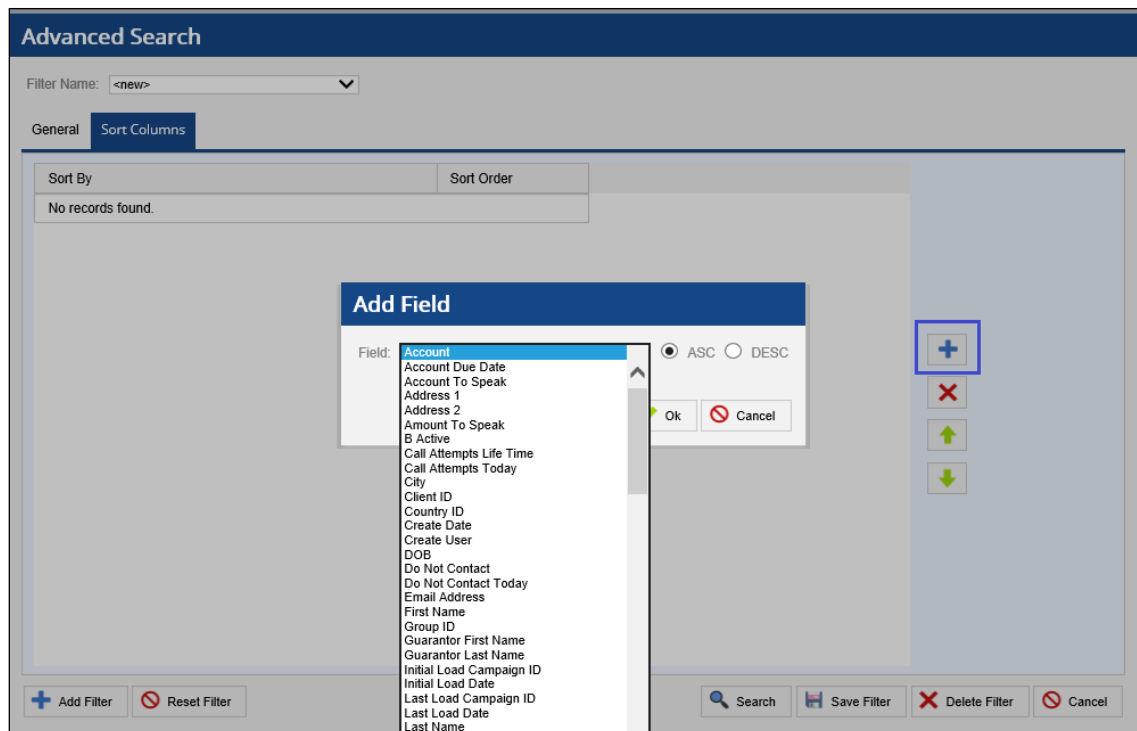 Advanced Search
Filter Name: <new>
General Sort Columns
Sort By Sort Order
No records found.
Add Field
Field: Account ASC DESC
Account Due Date
Account To Speak
Address 1
Address 2
Amount To Speak
Ok Cancel
B Active
Call Attempts Life Time
Call Attempts Today
City
Client ID
Country ID
Create Date
Create User
DOB
Do Not Contact
Do Not Contact Today
Email Address
First Name
Group ID
Guarantor First Name
Guarantor Last Name
Initial Load Campaign ID
Initial Load Date
Last Load Campaign ID
Last Load Date
Last Name
Add Filter Reset Filter Search Save Filter Delete Filter Cancel